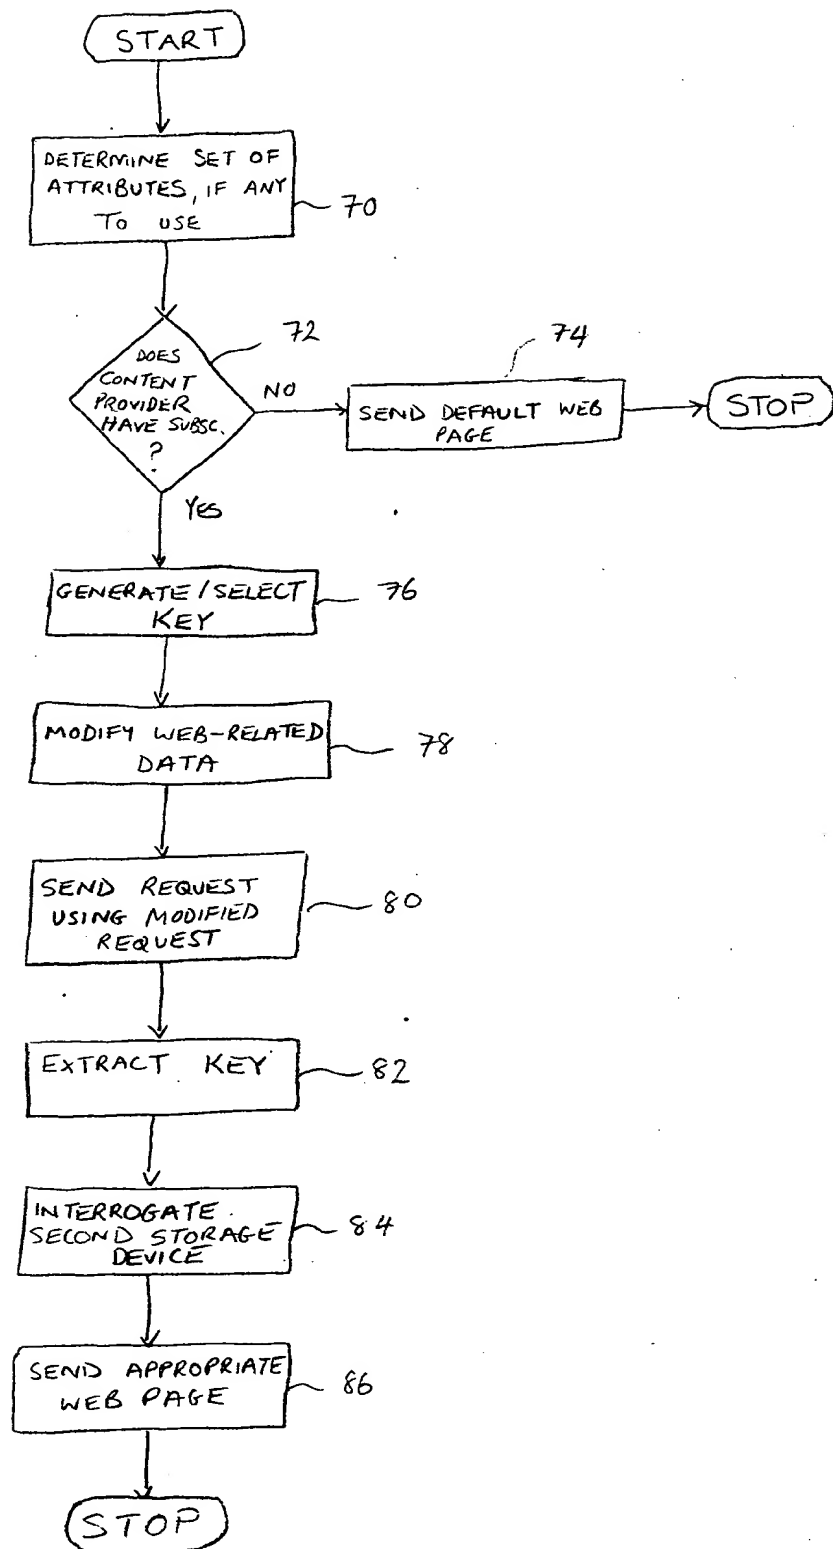 START
DETERMINE SET OF
ATTRIBUTES, IF ANY
TO USE
70
72
DOES
CONTENT
PROVIDER
HAVE SUBSC.
?
NO
74
SEND DEFAULT WEB
PAGE
STOP
YES
GENERATE/SELECT
KEY
76
MODIFY WEB-RELATED
DATA
78
SEND REQUEST
USING MODIFIED
REQUEST
80
EXTRACT KEY
82
INTERROGATE
SECOND STORAGE
DEVICE
84
SEND APPROPRIATE
WEB PAGE
86
STOP